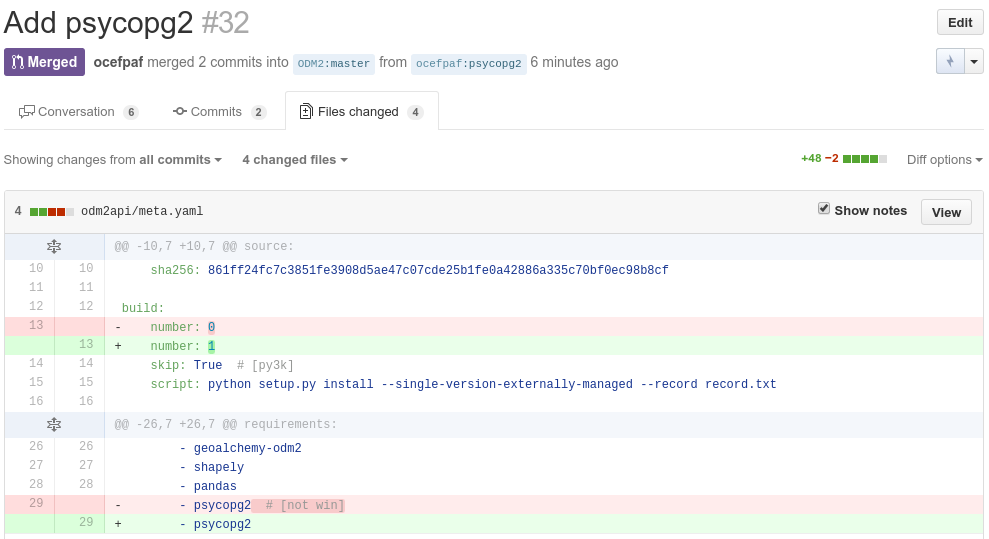 Add psycopg2 #32
Edit
Merged ocefpaf merged 2 commits into ODM2:master from ocefpaf:psycopg2 6 minutes ago
Conversation 6 Commits 2 Files changed 4
Showing changes from all commits 4 changed files +48 −2 Diff options
4 odm2api/meta.yaml Show notes View
@@ -10,7 +10,7 @@ source:
10 10 sha256: 861ff24fc7c3851fe3908d5ae47c07cde25b1fe0a42886a335c70bf0ec98b8cf
11 11
12 12 build:
13 - number: 0
13 + number: 1
14 14 skip: True # [py3k]
15 15 script: python setup.py install --single-version-externally-managed --record record.txt
16 16
@@ -26,7 +26,7 @@ requirements:
26 26 - geoalchemy-odm2
27 27 - shapely
28 28 - pandas
29 - - psycopg2 # [not win]
29 + - psycopg2